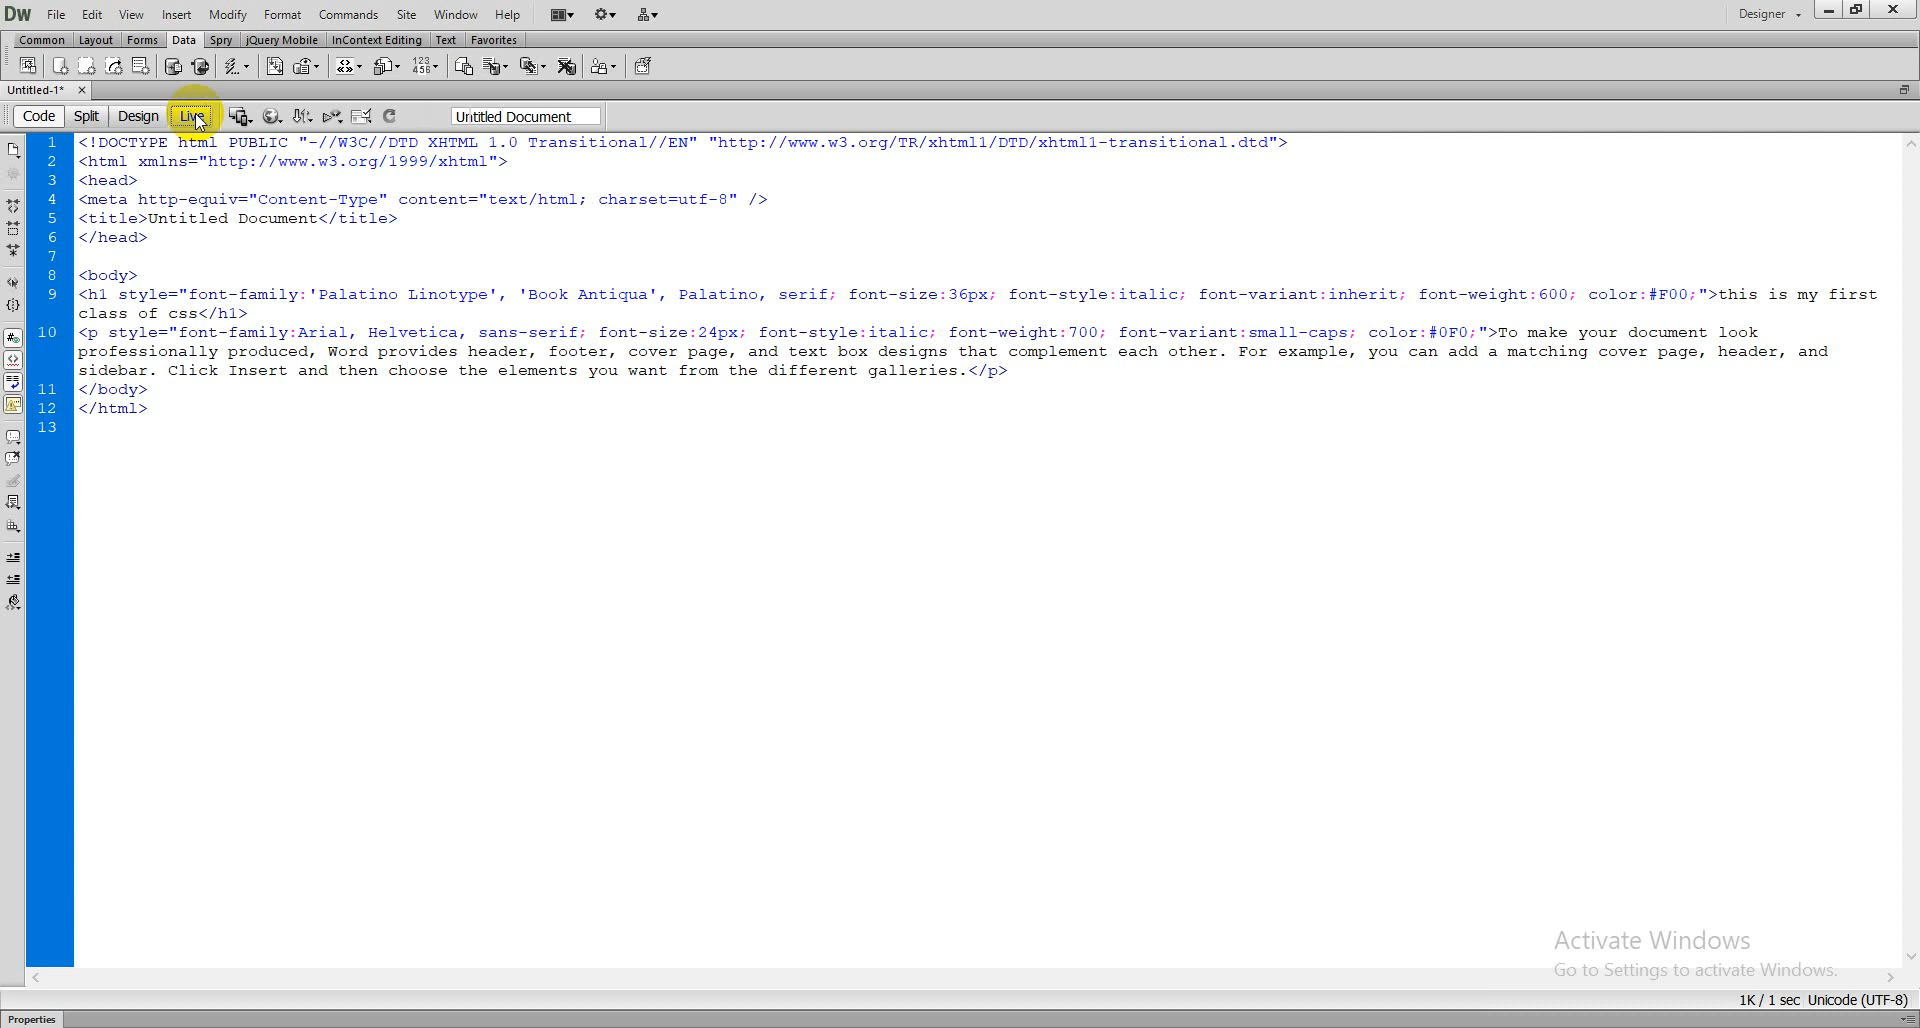 Dw File Edit View Insert Modify Format Commands Site Window Help Designer
Common Layout Forms Data Spry jQuery Mobile InContext Editing Text Favorites
Untitled-1*
Code Split Design Live Untitled Document
1 <!DOCTYPE html PUBLIC "-//W3C//DTD XHTML 1.0 Transitional//EN" "http://www.w3.org/TR/xhtml1/DTD/xhtml1-transitional.dtd">
2 <html xmlns="http://www.w3.org/1999/xhtml">
3 <head>
4 <meta http-equiv="Content-Type" content="text/html; charset=utf-8" />
5 <title>Untitled Document</title>
6 </head>
7
8 <body>
9 <h1 style="font-family:'Palatino Linotype', 'Book Antiqua', Palatino, serif; font-size:36px; font-style:italic; font-variant:inherit; font-weight:600; color:#F00;">this is my first
class of css</h1>
10 <p style="font-family:Arial, Helvetica, sans-serif; font-size:24px; font-style:italic; font-weight:700; font-variant:small-caps; color:#0F0;">To make your document look
professionally produced, Word provides header, footer, cover page, and text box designs that complement each other. For example, you can add a matching cover page, header, and
sidebar. Click Insert and then choose the elements you want from the different galleries.</p>
11 </body>
12 </html>
13
Activate Windows
Go to Settings to activate Windows.
1K / 1 sec Unicode (UTF-8)
Properties